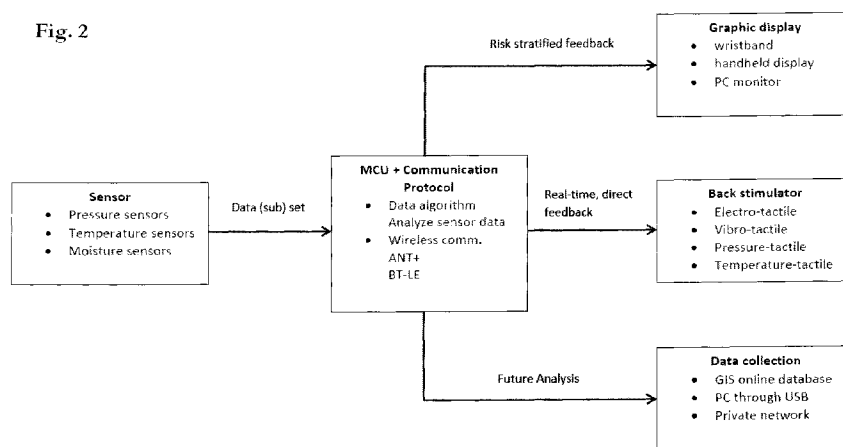 Fig. 2
Sensor
• Pressure sensors
• Temperature sensors
• Moisture sensors
Data (sub) set
MCU + Communication
Protocol
• Data algorithm
Analyze sensor data
• Wireless comm.
ANT+
BT-LE
Risk stratified feedback
Graphic display
• wristband
• handheld display
• PC monitor
Real-time, direct
feedback
Back stimulator
• Electro-tactile
• Vibro-tactile
• Pressure-tactile
• Temperature-tactile
Future Analysis
Data collection
• GIS online database
• PC through USB
• Private network